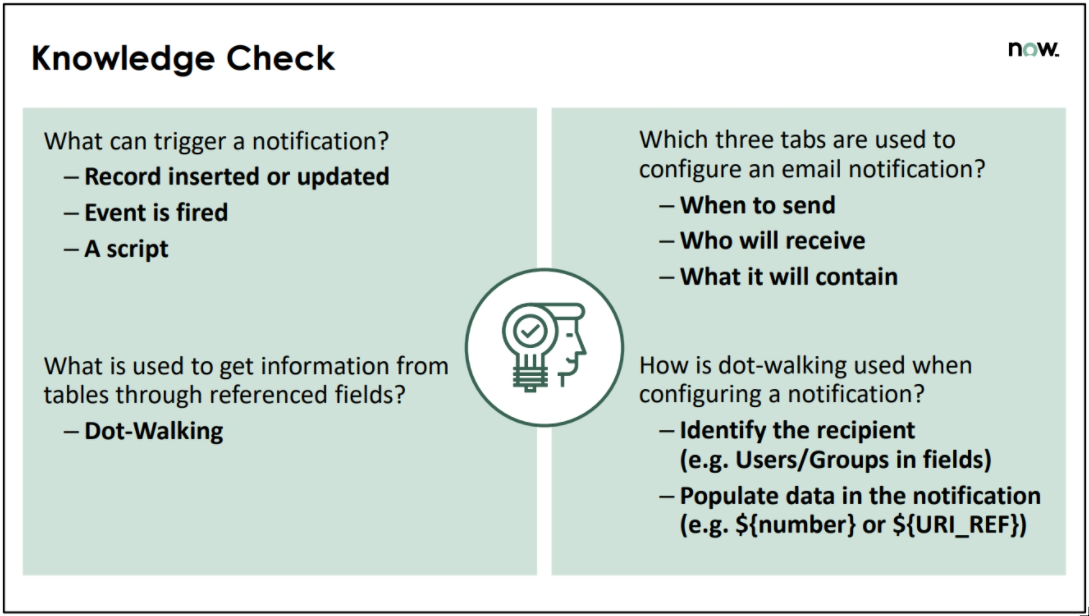 Knowledge Check
now.
What can trigger a notification?
– Record inserted or updated
– Event is fired
– A script
What is used to get information from
tables through referenced fields?
– Dot-Walking
Which three tabs are used to
configure an email notification?
– When to send
– Who will receive
– What it will contain
How is dot-walking used when
configuring a notification?
– Identify the recipient
(e.g. Users/Groups in fields)
– Populate data in the notification
(e.g. ${number} or ${URI_REF})